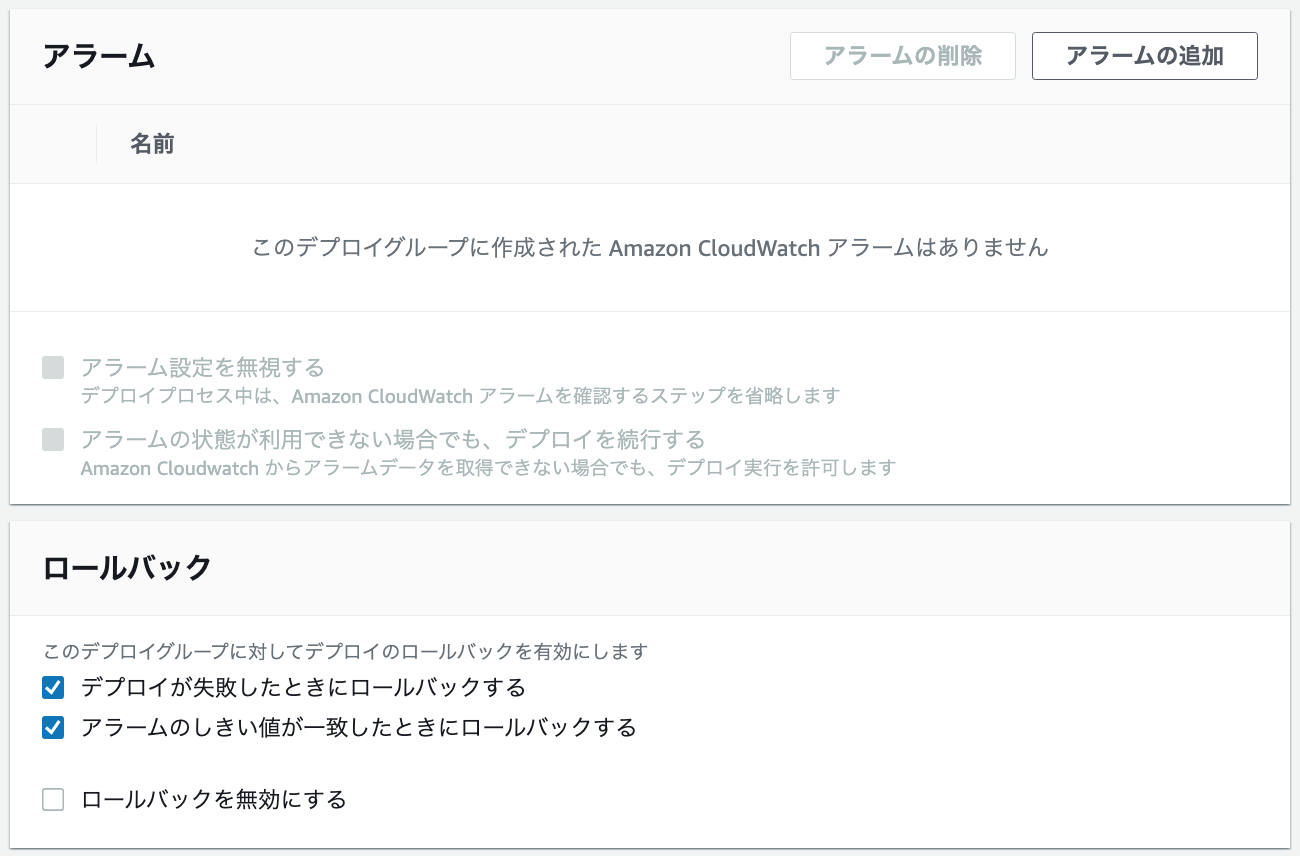 アラーム
アラームの削除
アラームの追加
名前
このデプロイグループに作成された Amazon CloudWatch アラームはありません
アラーム設定を無視する
デプロイプロセス中は、Amazon CloudWatch アラームを確認するステップを省略します
アラームの状態が利用できない場合でも、デプロイを続行する
Amazon Cloudwatch からアラームデータを取得できない場合でも、デプロイ実行を許可します
ロールバック
このデプロイグループに対してデプロイのロールバックを有効にします
デプロイが失敗したときにロールバックする
アラームのしきい値が一致したときにロールバックする
ロールバックを無効にする